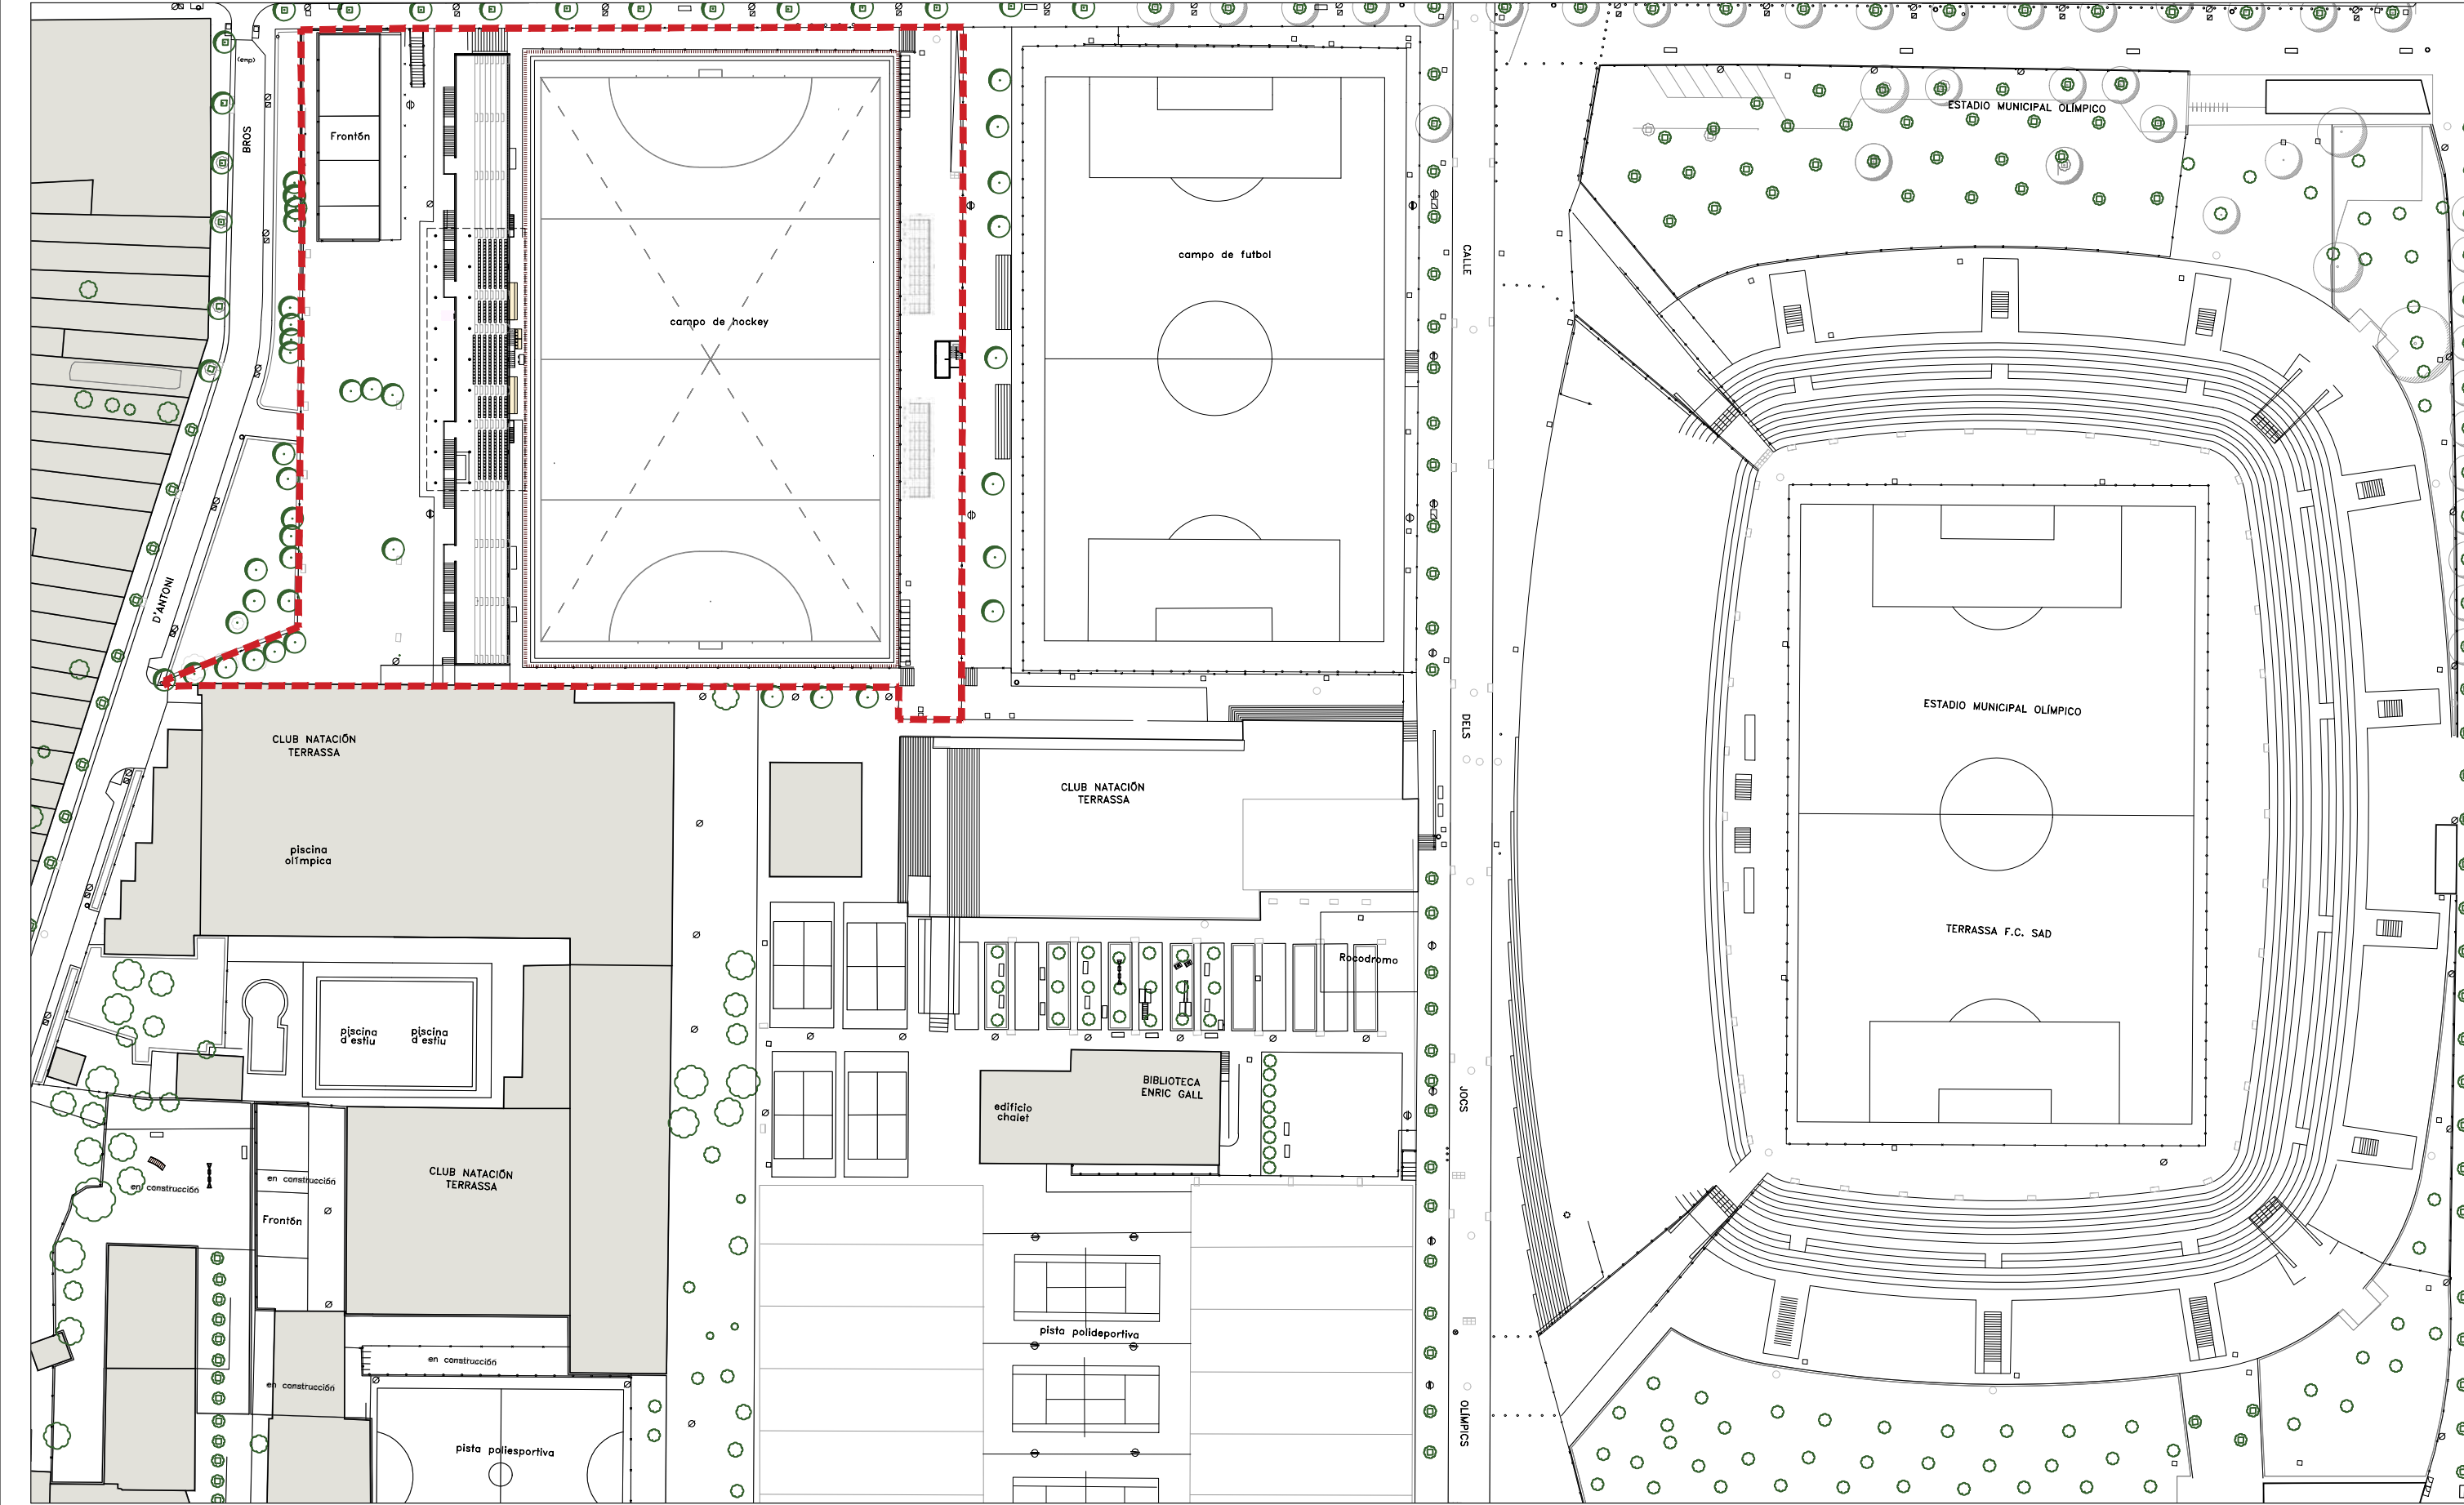 (emp)
BROS
Frontón
ESTADIO MUNICIPAL OLÍMPICO
campo de futbol
CALLE
campo de hockey
D'ANTONI
ESTADIO MUNICIPAL OLÍMPICO
DELS
CLUB NATACIÓN
TERRASSA
CLUB NATACIÓN
TERRASSA
piscina
olímpica
TERRASSA F.C. SAD
Rocodromo
piscina
d'estiu
piscina
d'estiu
BIBLIOTECA
ENRIC GALL
edificio
chalet
JOCS
CLUB NATACIÓN
TERRASSA
en construcción
en construcción
Frontón
pista polideportiva
en construcción
en construcción
OLÍMPICS
pista poliesportiva